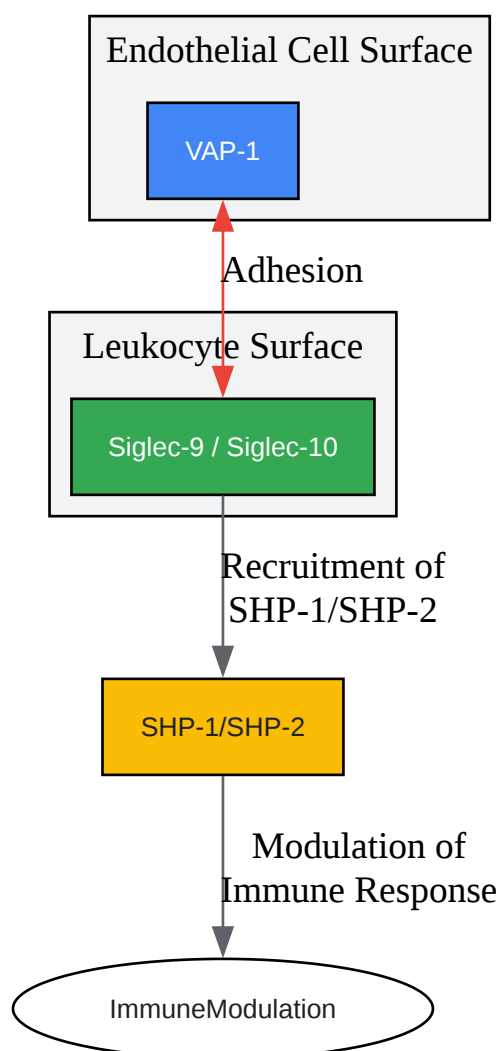 Endothelial Cell Surface
VAP-1
Adhesion
Leukocyte Surface
Siglec-9 / Siglec-10
Recruitment of
SHP-1/SHP-2
SHP-1/SHP-2
Modulation of
Immune Response
ImmuneModulation